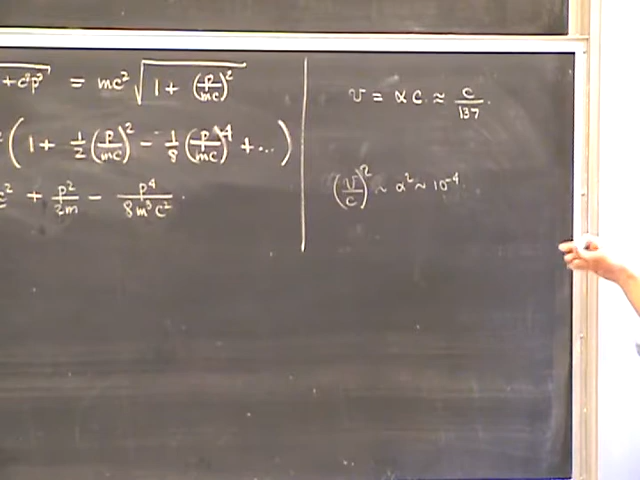 + c²p² = mc² √(1 + (p/mc)²)
² (1 + 1/2 (p/mc)² − 1/8 (p/mc)⁴ + ...)
c² + p²/2m − p⁴/8m³c²
v = αc ≈ c/137
(v/c)² ~ α² ≈ 10⁻⁴